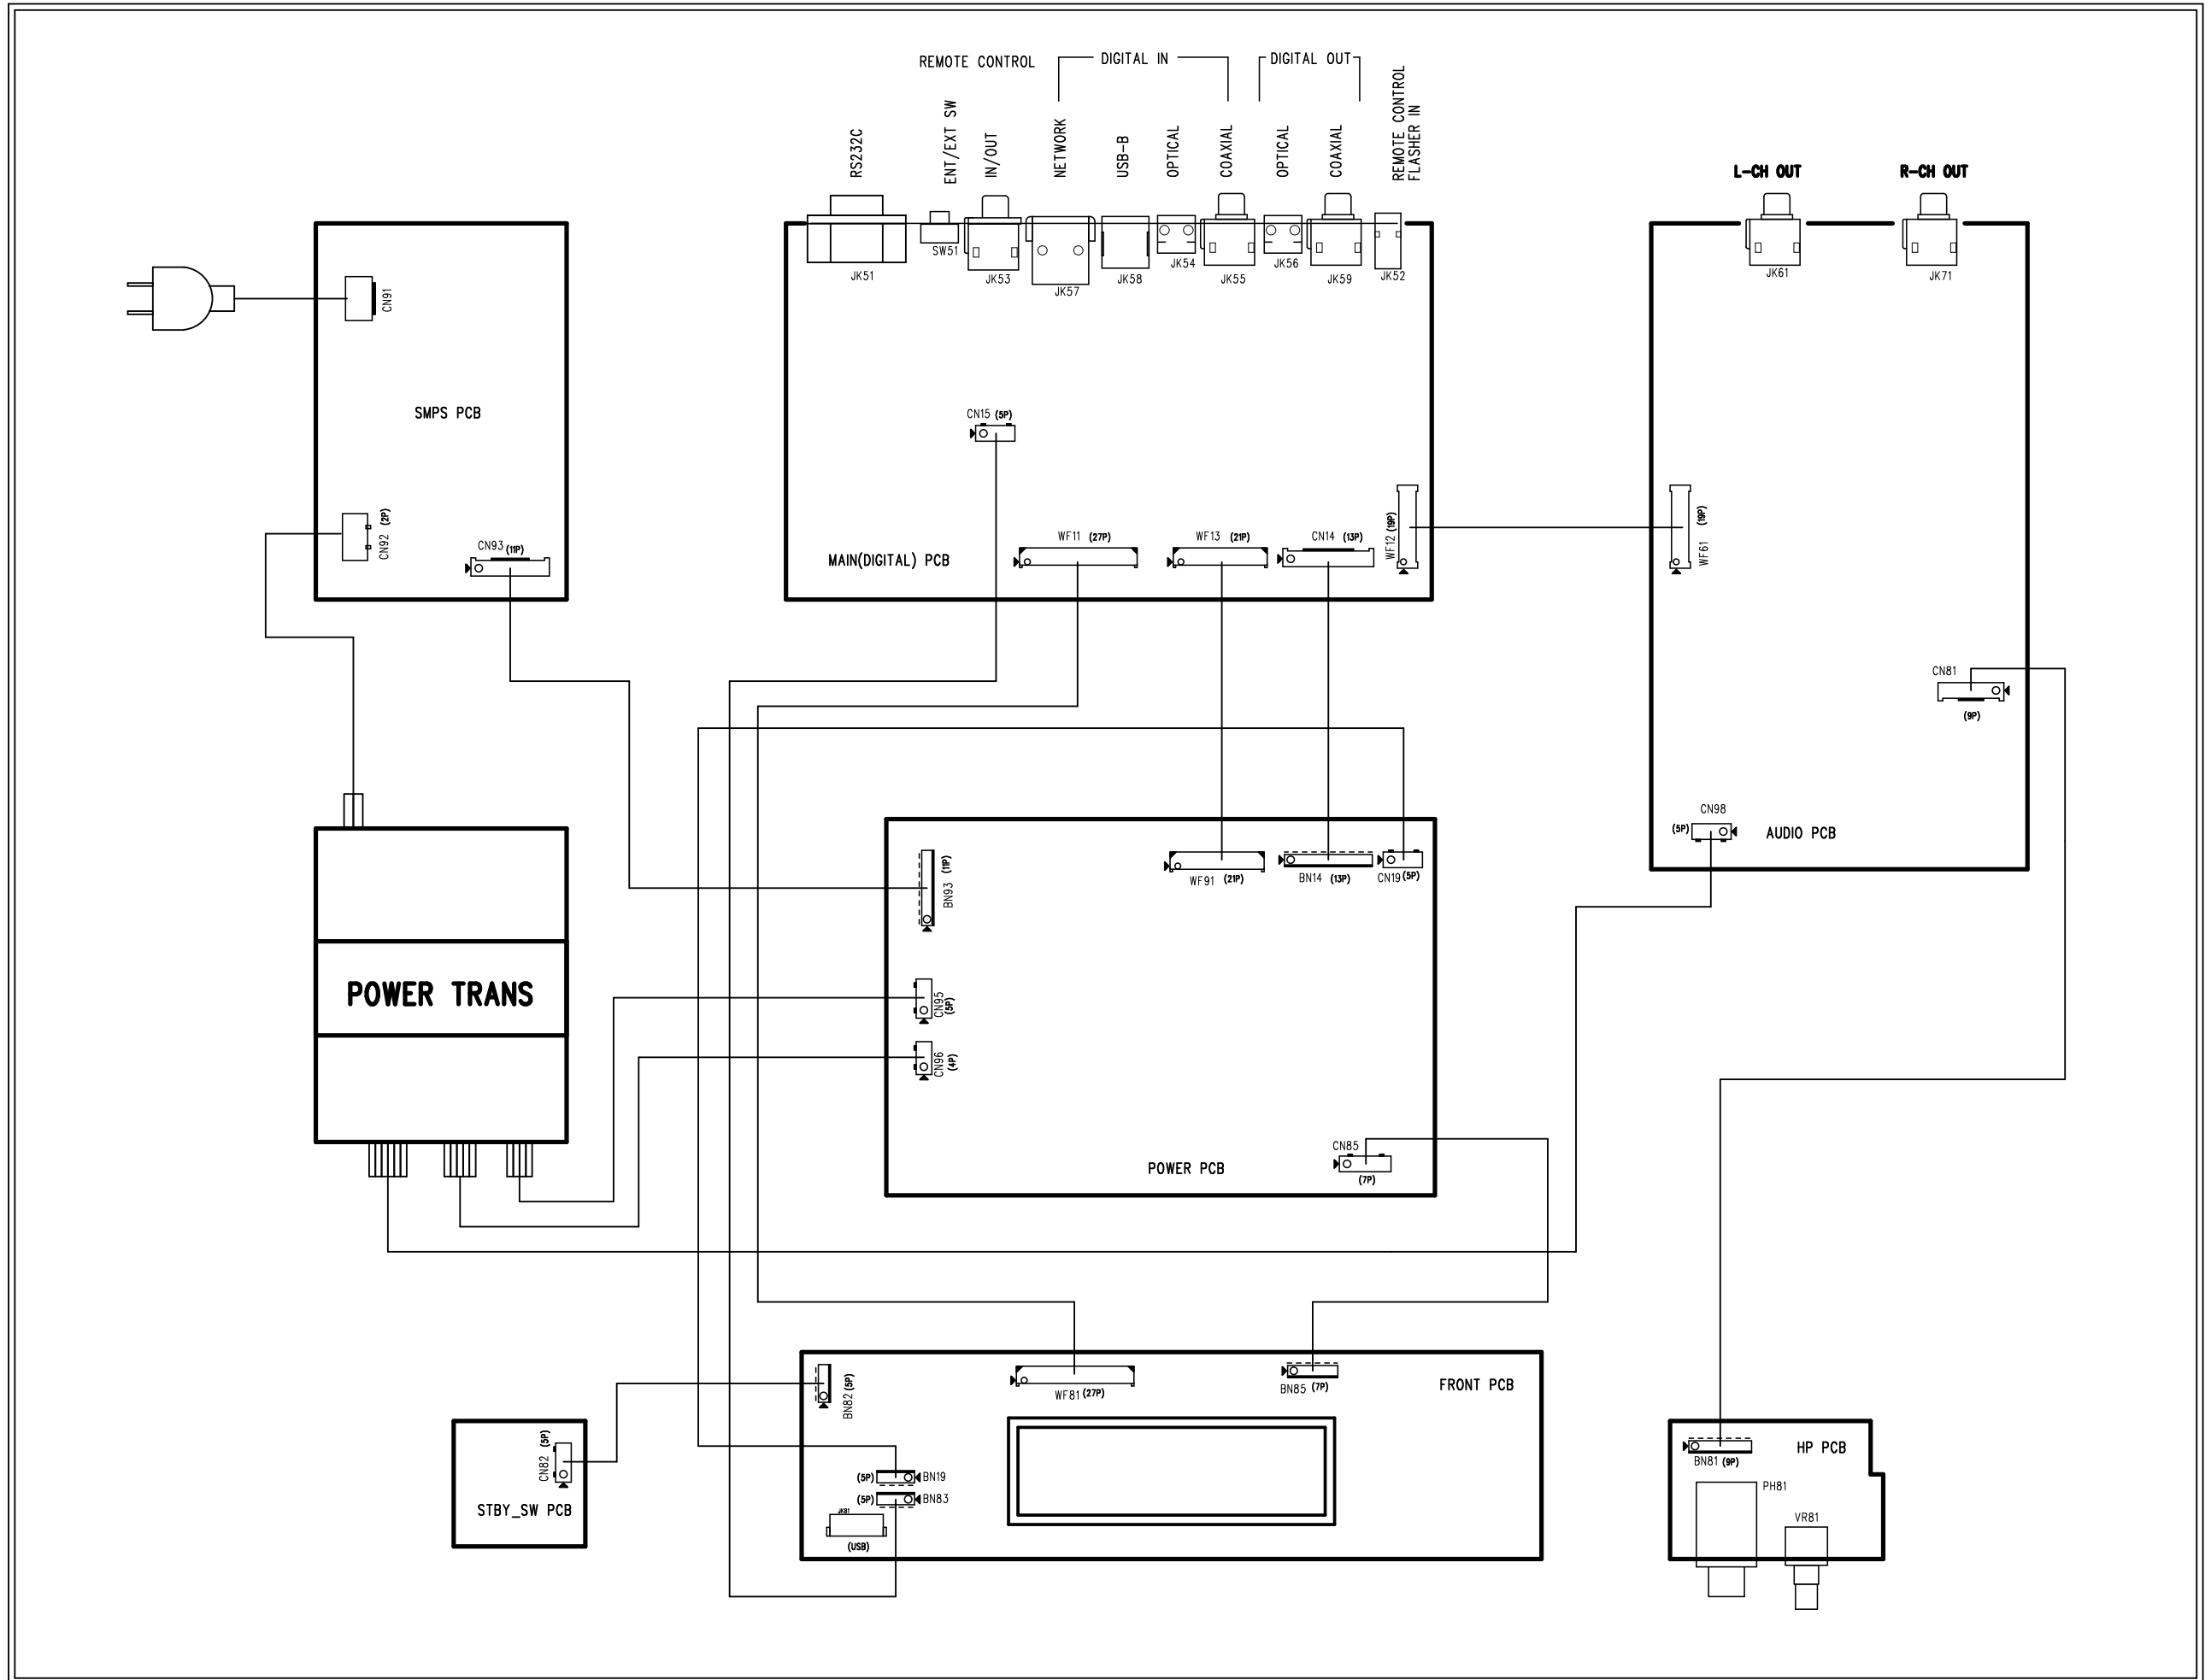 REMOTE CONTROL
DIGITAL IN
DIGITAL OUT
RS232C
ENT/EXT SW
IN/OUT
NETWORK
USB-B
OPTICAL
COAXIAL
OPTICAL
COAXIAL
REMOTE CONTROL
FLASHER IN
L-CH OUT
R-CH OUT
JK51
SW51
JK53
JK57
JK58
JK54
JK55
JK56
JK59
JK52
JK61
JK71
CN91
SMPS PCB
CN92 (2P)
CN93 (11P)
CN15 (5P)
MAIN(DIGITAL) PCB
WF11 (27P)
WF13 (21P)
CN14 (13P)
WF12 (19P)
WF61 (19P)
CN81
(9P)
CN98
(5P)
AUDIO PCB
POWER TRANS
BN93 (11P)
WF91 (21P)
BN14 (13P)
CN19 (5P)
CN95
(5P)
CN96
(4P)
POWER PCB
CN85
(7P)
BN82 (5P)
WF81 (27P)
BN85 (7P)
FRONT PCB
CN82 (5P)
STBY_SW PCB
(5P) BN19
(5P) BN83
JK81
(USB)
HP PCB
BN81 (9P)
PH81
VR81